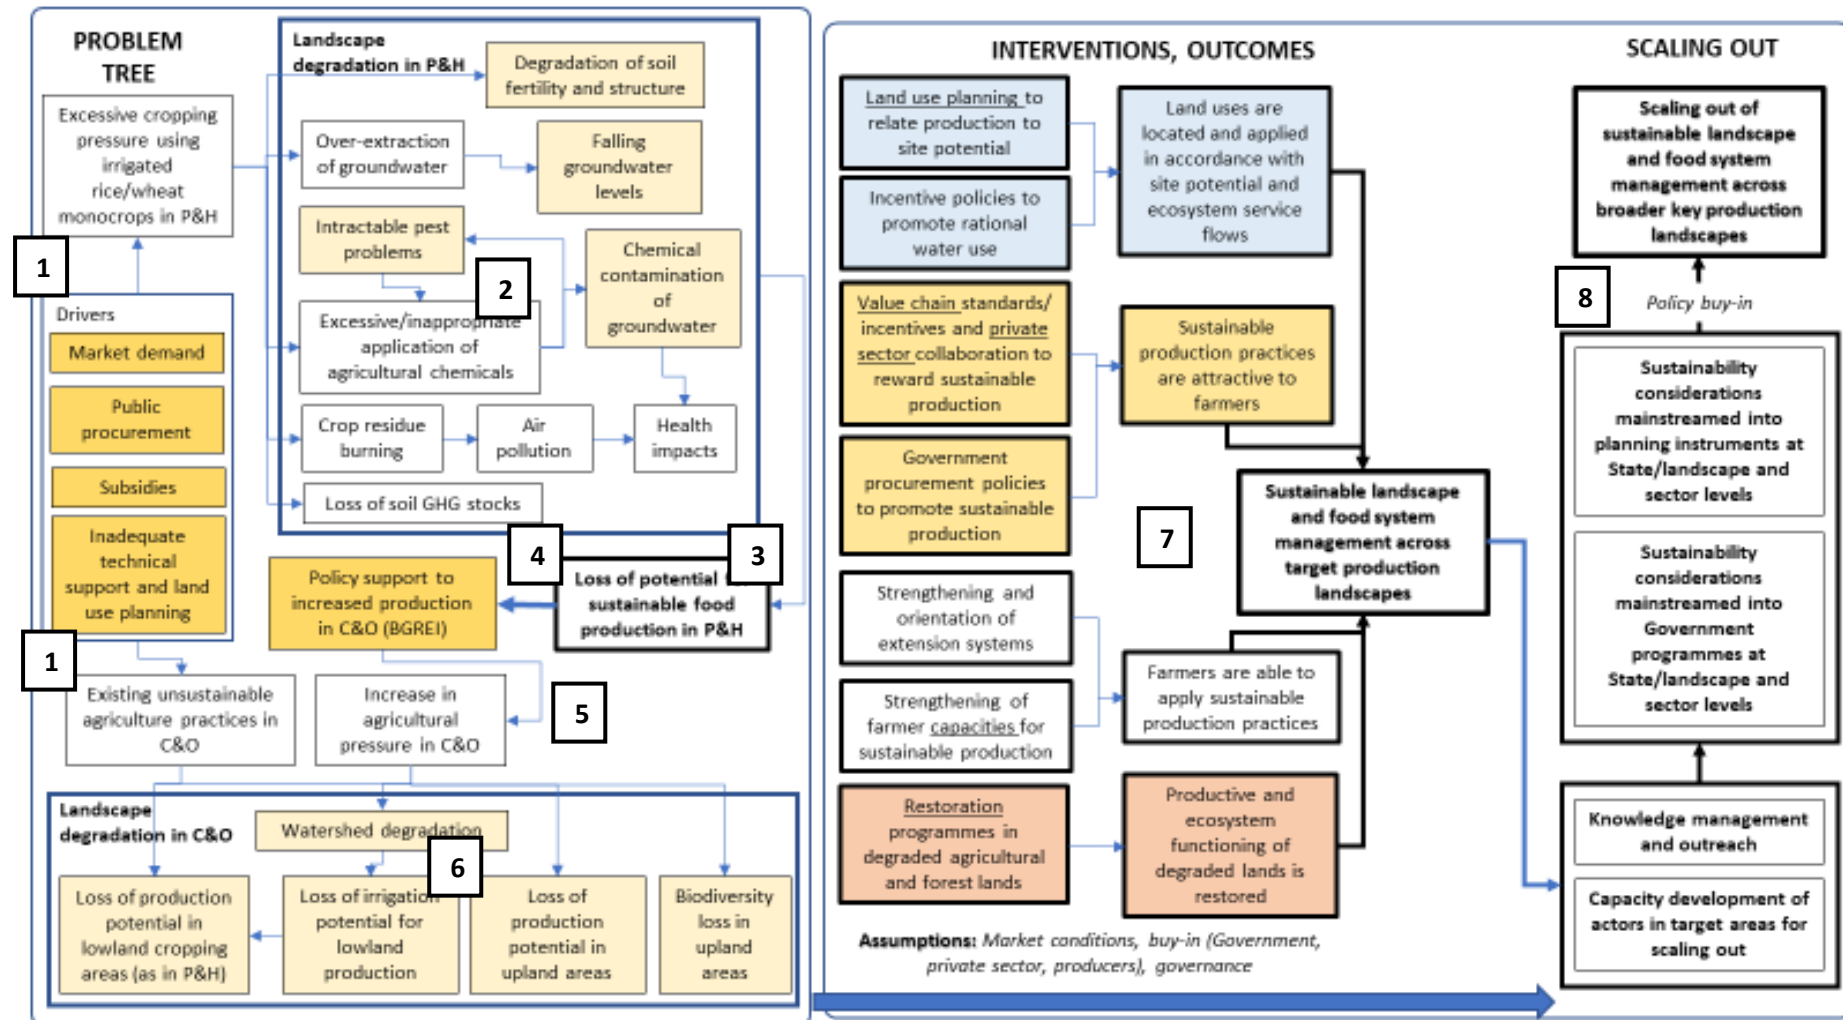 PROBLEM
TREE
Excessive cropping
pressure using
irrigated
rice/wheat
monocrops in P&H
1
Drivers
Market demand
Public
procurement
Subsidies
Inadequate
technical
support and land
use planning
1
Existing unsustainable
agriculture practices in
C&O
Landscape
degradation in P&H
Degradation of soil
fertility and structure
Over-extraction
of groundwater
Falling
groundwater
levels
Intractable pest
problems
2
Chemical
contamination
of
groundwater
Excessive/inappropriate
application of
agricultural chemicals
Crop residue
burning
Air
pollution
Health
impacts
Loss of soil GHG stocks
4
3
Policy support to
increased production
in C&O (BGREI)
Loss of potential
sustainable food
production in P&H
Increase in
agricultural
pressure in C&O
5
Landscape
degradation in C&O
Watershed degradation
6
Loss of production
potential in
lowland cropping
areas (as in P&H)
Loss of irrigation
potential for
lowland
production
Loss of
production
potential in
upland areas
Biodiversity
loss in
upland
areas
INTERVENTIONS, OUTCOMES
Land use planning to
relate production to
site potential
Incentive policies to
promote rational
water use
Land uses are
located and applied
in accordance with
site potential and
ecosystem service
flows
Value chain standards/
incentives and private
sector collaboration to
reward sustainable
production
Government
procurement policies
to promote sustainable
production
Sustainable
production practices
are attractive to
farmers
7
Sustainable landscape
and food system
management across
target production
landscapes
Strengthening and
orientation of
extension systems
Strengthening of
farmer capacities for
sustainable production
Farmers are able to
apply sustainable
production practices
Restoration
programmes in
degraded agricultural
and forest lands
Productive and
ecosystem
functioning of
degraded lands is
restored
Assumptions: Market conditions, buy-in (Government,
private sector, producers), governance
SCALING OUT
Scaling out of
sustainable landscape
and food system
management across
broader key production
landscapes
8
Policy buy-in
Sustainability
considerations
mainstreamed into
planning instruments at
State/landscape and
sector levels
Sustainability
considerations
mainstreamed into
Government
programmes at
State/landscape and
sector levels
Knowledge management
and outreach
Capacity development of
actors in target areas for
scaling out